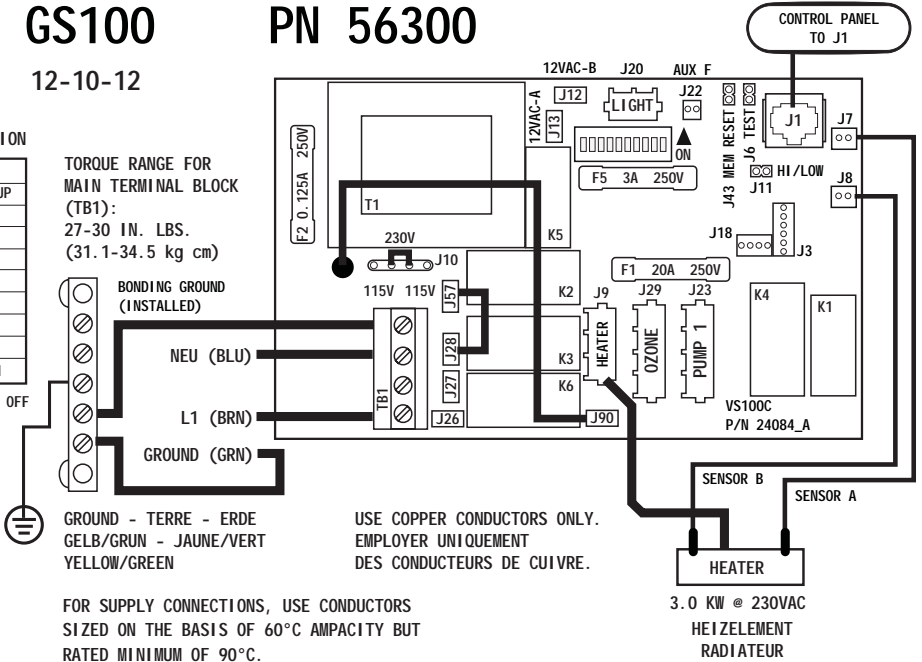 GS100 PN 56300
12-10-12
CONTROL PANEL
TO J1
12VAC-B J20 AUX F
J12
LIGHT
J22
12VAC-A
J13
ON
J43 MEM RESET
J6 TEST
J1
J7
HI/LOW
J11
J8
F5 3A 250V
F2 0.125A 250V
T1
K5
J18
J3
230V
J10
115V 115V
J57
K2
F1 20A 250V
J9
HEATER
J29
OZONE
J23
PUMP 1
K4
K1
J28
K3
J27
K6
TB1
J26
J90
VS100C
P/N 24084_A
ION
UP
OFF
TORQUE RANGE FOR
MAIN TERMINAL BLOCK
(TB1):
27-30 IN. LBS.
(31.1-34.5 kg cm)
BONDING GROUND
(INSTALLED)
NEU (BLU)
L1 (BRN)
GROUND (GRN)
SENSOR B
SENSOR A
GROUND - TERRE - ERDE
GELB/GRUN - JAUNE/VERT
YELLOW/GREEN
USE COPPER CONDUCTORS ONLY.
EMPLOYER UNIQUEMENT
DES CONDUCTEURS DE CUIVRE.
HEATER
3.0 KW @ 230VAC
HEIZELEMENT
RADIATEUR
FOR SUPPLY CONNECTIONS, USE CONDUCTORS
SIZED ON THE BASIS OF 60°C AMPACITY BUT
RATED MINIMUM OF 90°C.